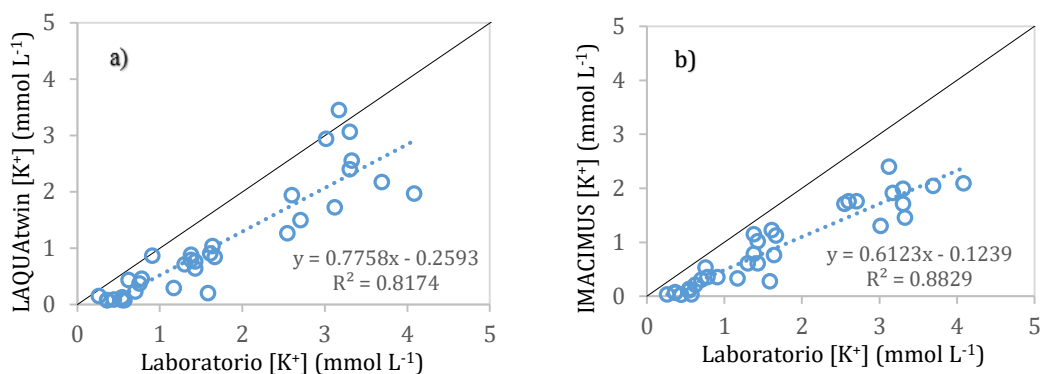 a)
LAQUAtwin [K⁺] (mmol L⁻¹)
5
4
3
2
1
0
y = 0.7758x - 0.2593
R² = 0.8174
0 1 2 3 4 5
Laboratorio [K⁺] (mmol L⁻¹)
b)
IMACIMUS [K⁺] (mmol L⁻¹)
5
4
3
2
1
0
y = 0.6123x - 0.1239
R² = 0.8829
0 1 2 3 4 5
Laboratorio [K⁺] (mmol L⁻¹)